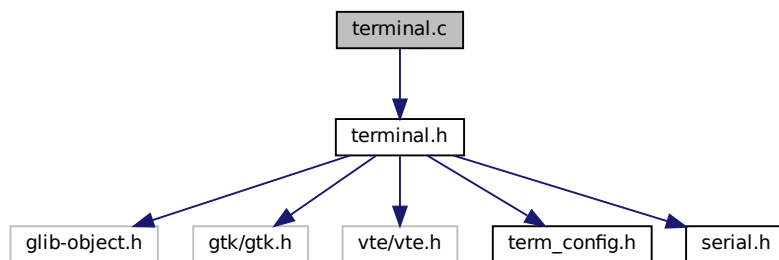 terminal.c
terminal.h
glib-object.h
gtk/gtk.h
vte/vte.h
term_config.h
serial.h